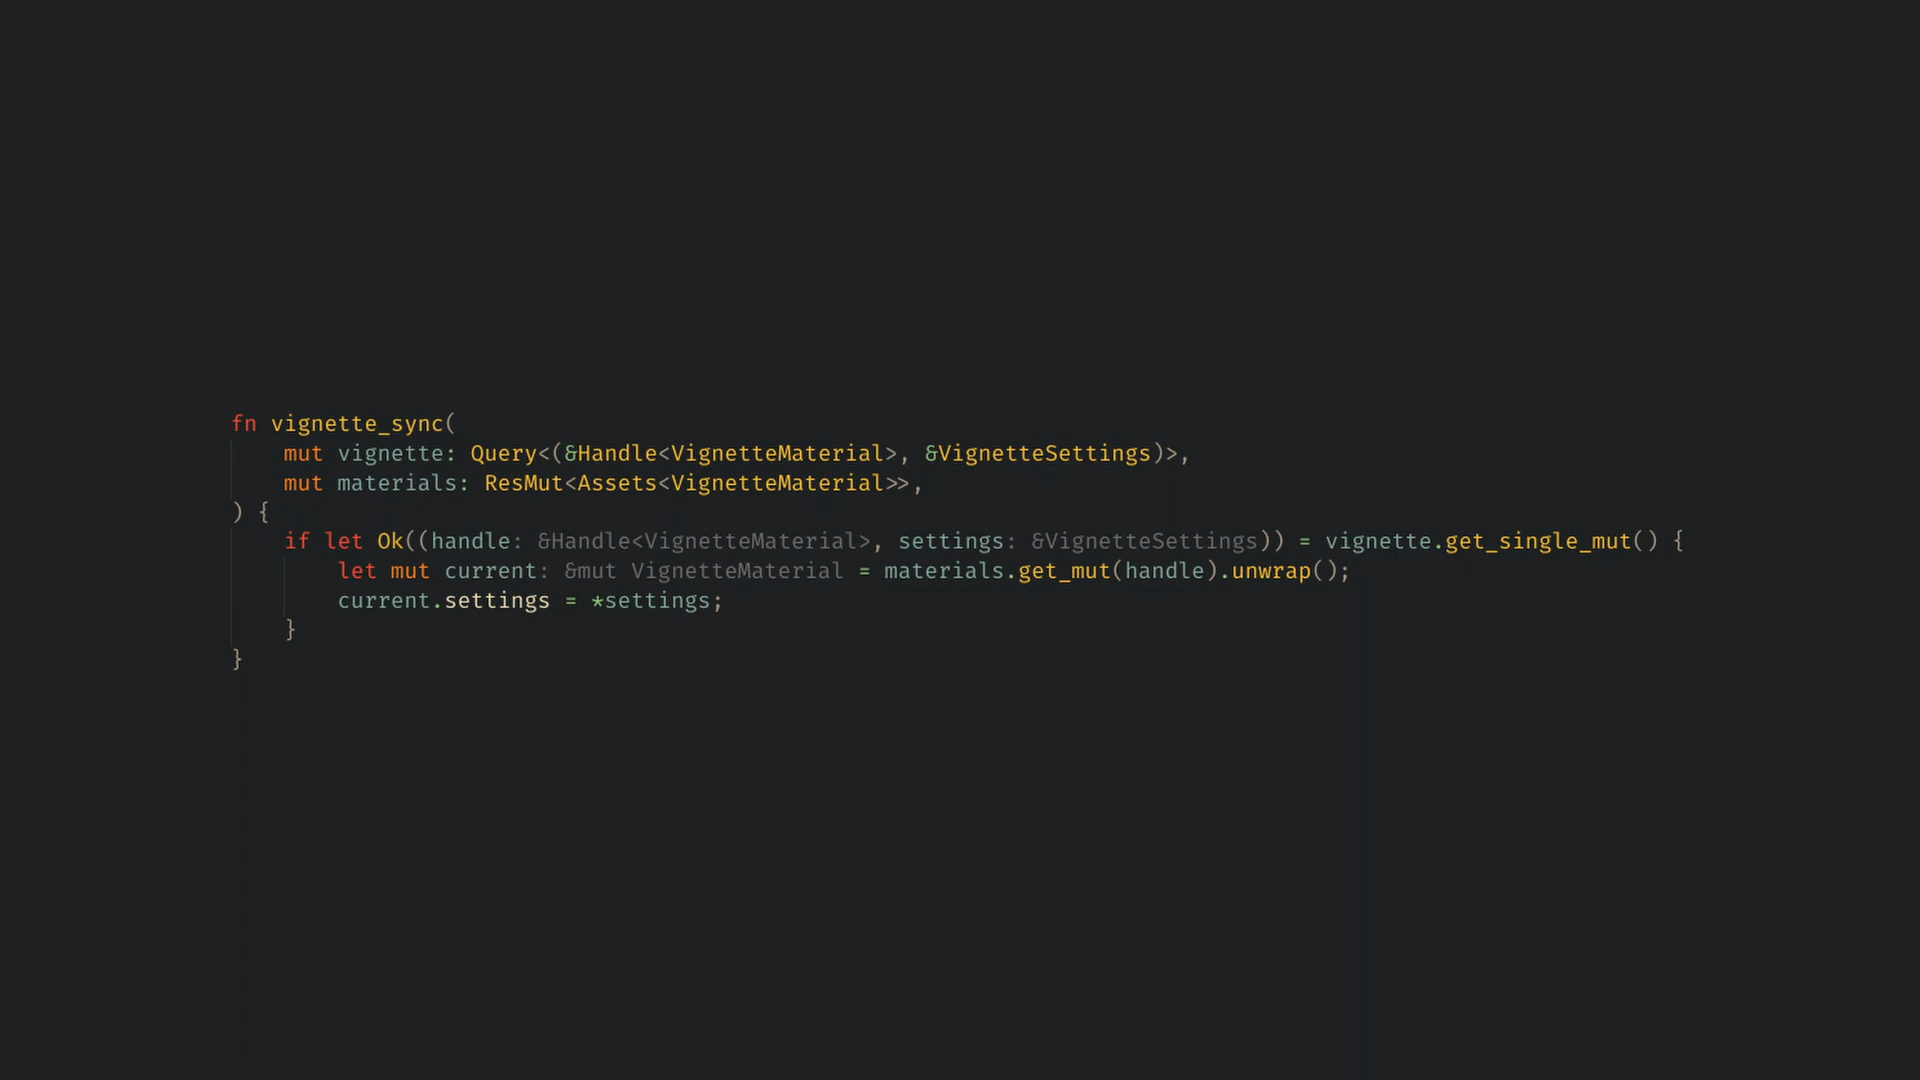 fn vignette_sync(
    mut vignette: Query<(&Handle<VignetteMaterial>, &VignetteSettings)>,
    mut materials: ResMut<Assets<VignetteMaterial>>,
) {
    if let Ok((handle: &Handle<VignetteMaterial>, settings: &VignetteSettings)) = vignette.get_single_mut() {
        let mut current: &mut VignetteMaterial = materials.get_mut(handle).unwrap();
        current.settings = *settings;
    }
}